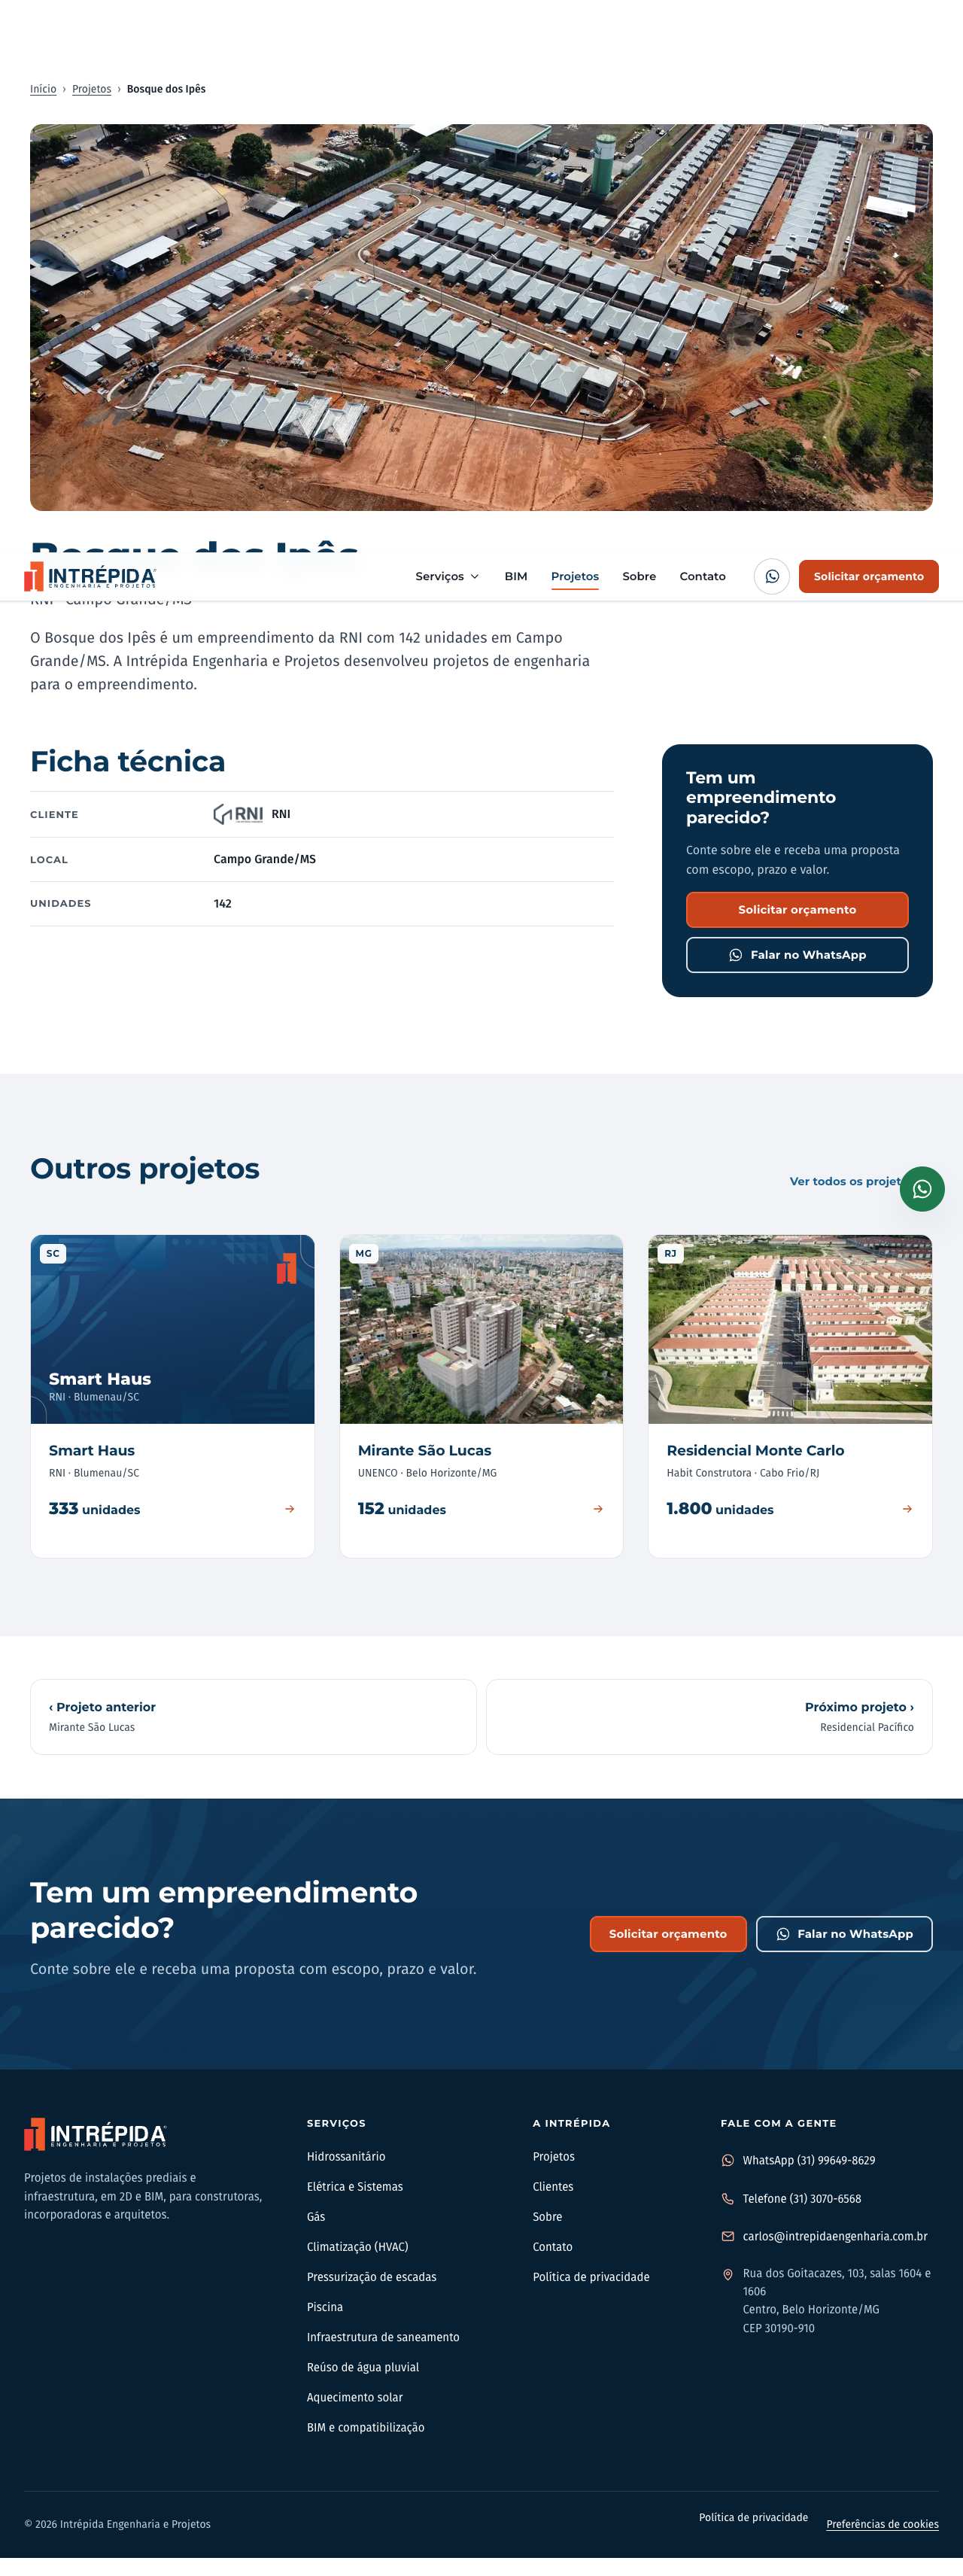 Início › Projetos › Bosque dos Ipês
Bosque dos Ipês
INTRÉPIDA
ENGENHARIA E PROJETOS
Serviços BIM Projetos Sobre Contato Solicitar orçamento
RNI · Campo Grande/MS
O Bosque dos Ipês é um empreendimento da RNI com 142 unidades em Campo
Grande/MS. A Intrépida Engenharia e Projetos desenvolveu projetos de engenharia
para o empreendimento.
Ficha técnica
CLIENTE RNI RNI
LOCAL Campo Grande/MS
UNIDADES 142
Tem um
empreendimento
parecido?
Conte sobre ele e receba uma proposta
com escopo, prazo e valor.
Solicitar orçamento
Falar no WhatsApp
Outros projetos
Ver todos os projet
SC
Smart Haus
RNI · Blumenau/SC
Smart Haus
RNI · Blumenau/SC
333 unidades
MG
Mirante São Lucas
UNENCO · Belo Horizonte/MG
152 unidades
RJ
Residencial Monte Carlo
Habit Construtora · Cabo Frio/RJ
1.800 unidades
‹ Projeto anterior
Mirante São Lucas
Próximo projeto ›
Residencial Pacífico
Tem um empreendimento
parecido?
Conte sobre ele e receba uma proposta com escopo, prazo e valor.
Solicitar orçamento
Falar no WhatsApp
INTRÉPIDA
ENGENHARIA E PROJETOS
Projetos de instalações prediais e
infraestrutura, em 2D e BIM, para construtoras,
incorporadoras e arquitetos.
SERVIÇOS
Hidrossanitário
Elétrica e Sistemas
Gás
Climatização (HVAC)
Pressurização de escadas
Piscina
Infraestrutura de saneamento
Reúso de água pluvial
Aquecimento solar
BIM e compatibilização
A INTRÉPIDA
Projetos
Clientes
Sobre
Contato
Política de privacidade
FALE COM A GENTE
WhatsApp (31) 99649-8629
Telefone (31) 3070-6568
carlos@intrepidaengenharia.com.br
Rua dos Goitacazes, 103, salas 1604 e
1606
Centro, Belo Horizonte/MG
CEP 30190-910
© 2026 Intrépida Engenharia e Projetos
Política de privacidade
Preferências de cookies